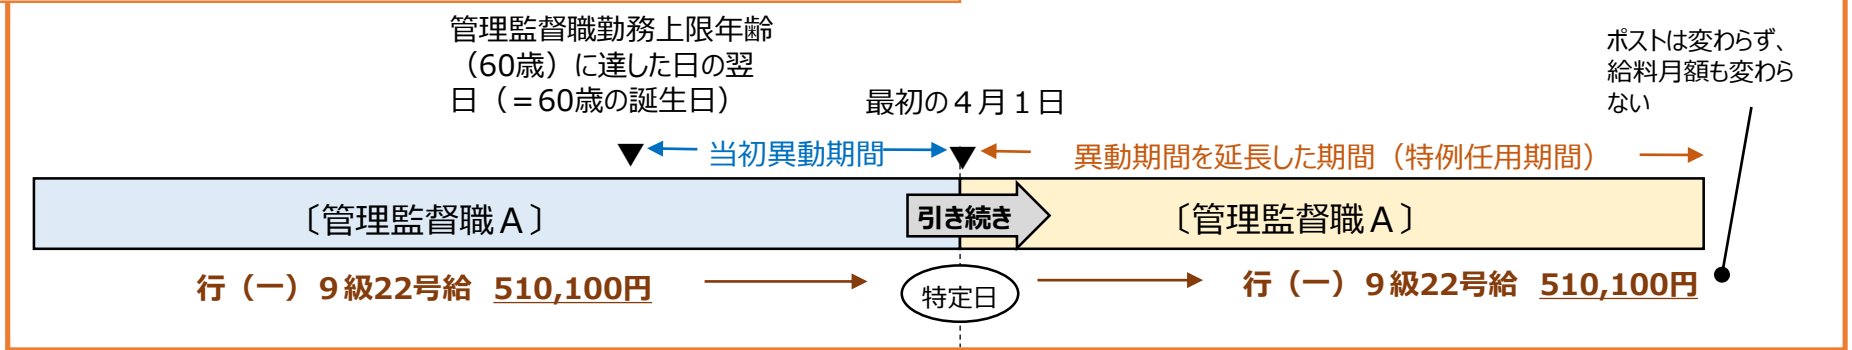 管理監督職勤務上限年齢
（60歳）に達した日の翌
日（＝60歳の誕生日）
最初の４月１日
ポストは変わらず、
給料月額も変わら
ない
当初異動期間
異動期間を延長した期間（特例任用期間）
〔管理監督職Ａ〕
引き続き
〔管理監督職Ａ〕
行（一）９級22号給 510,100円
特定日
行（一）９級22号給 510,100円